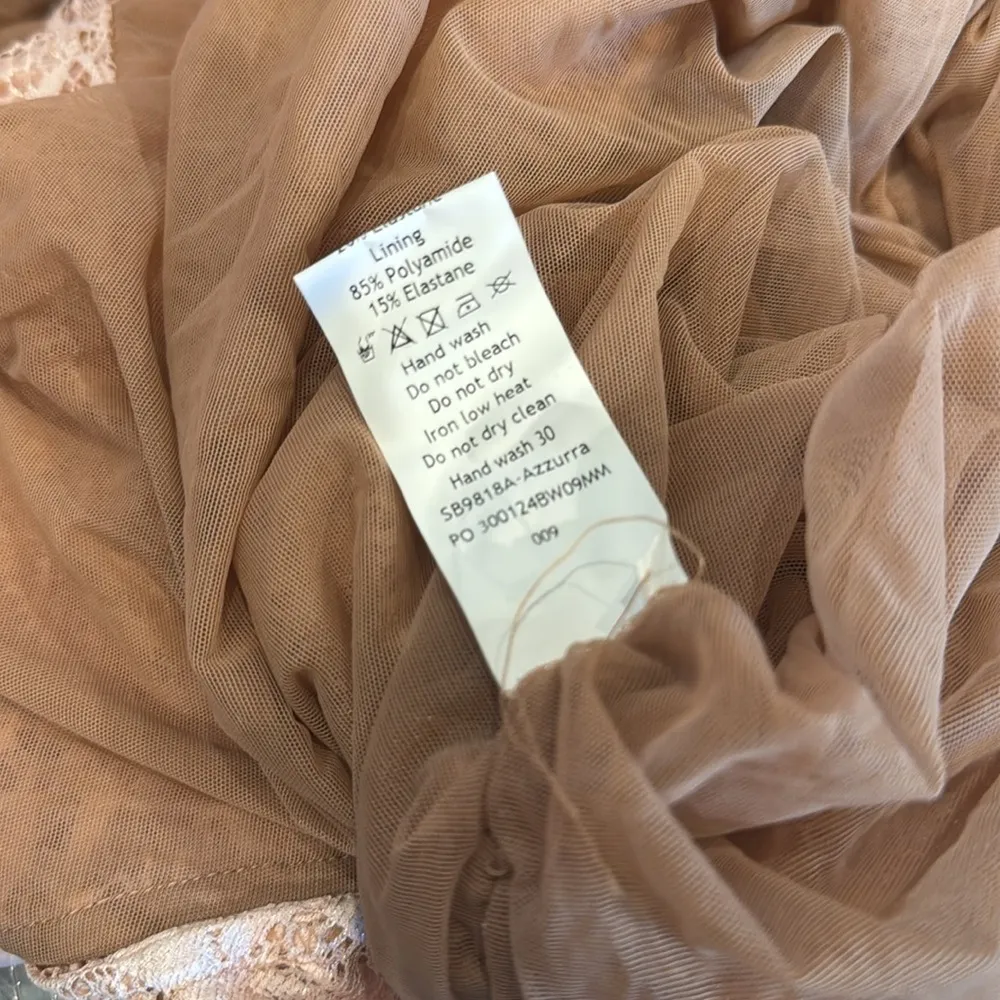 Elastane
Lining
85% Polyamide
15% Elastane
Hand wash
Do not bleach
Do not dry
Iron low heat
Do not dry clean
Hand wash 30
SB9818A-Azzurra
PO 300124BW09MM
009